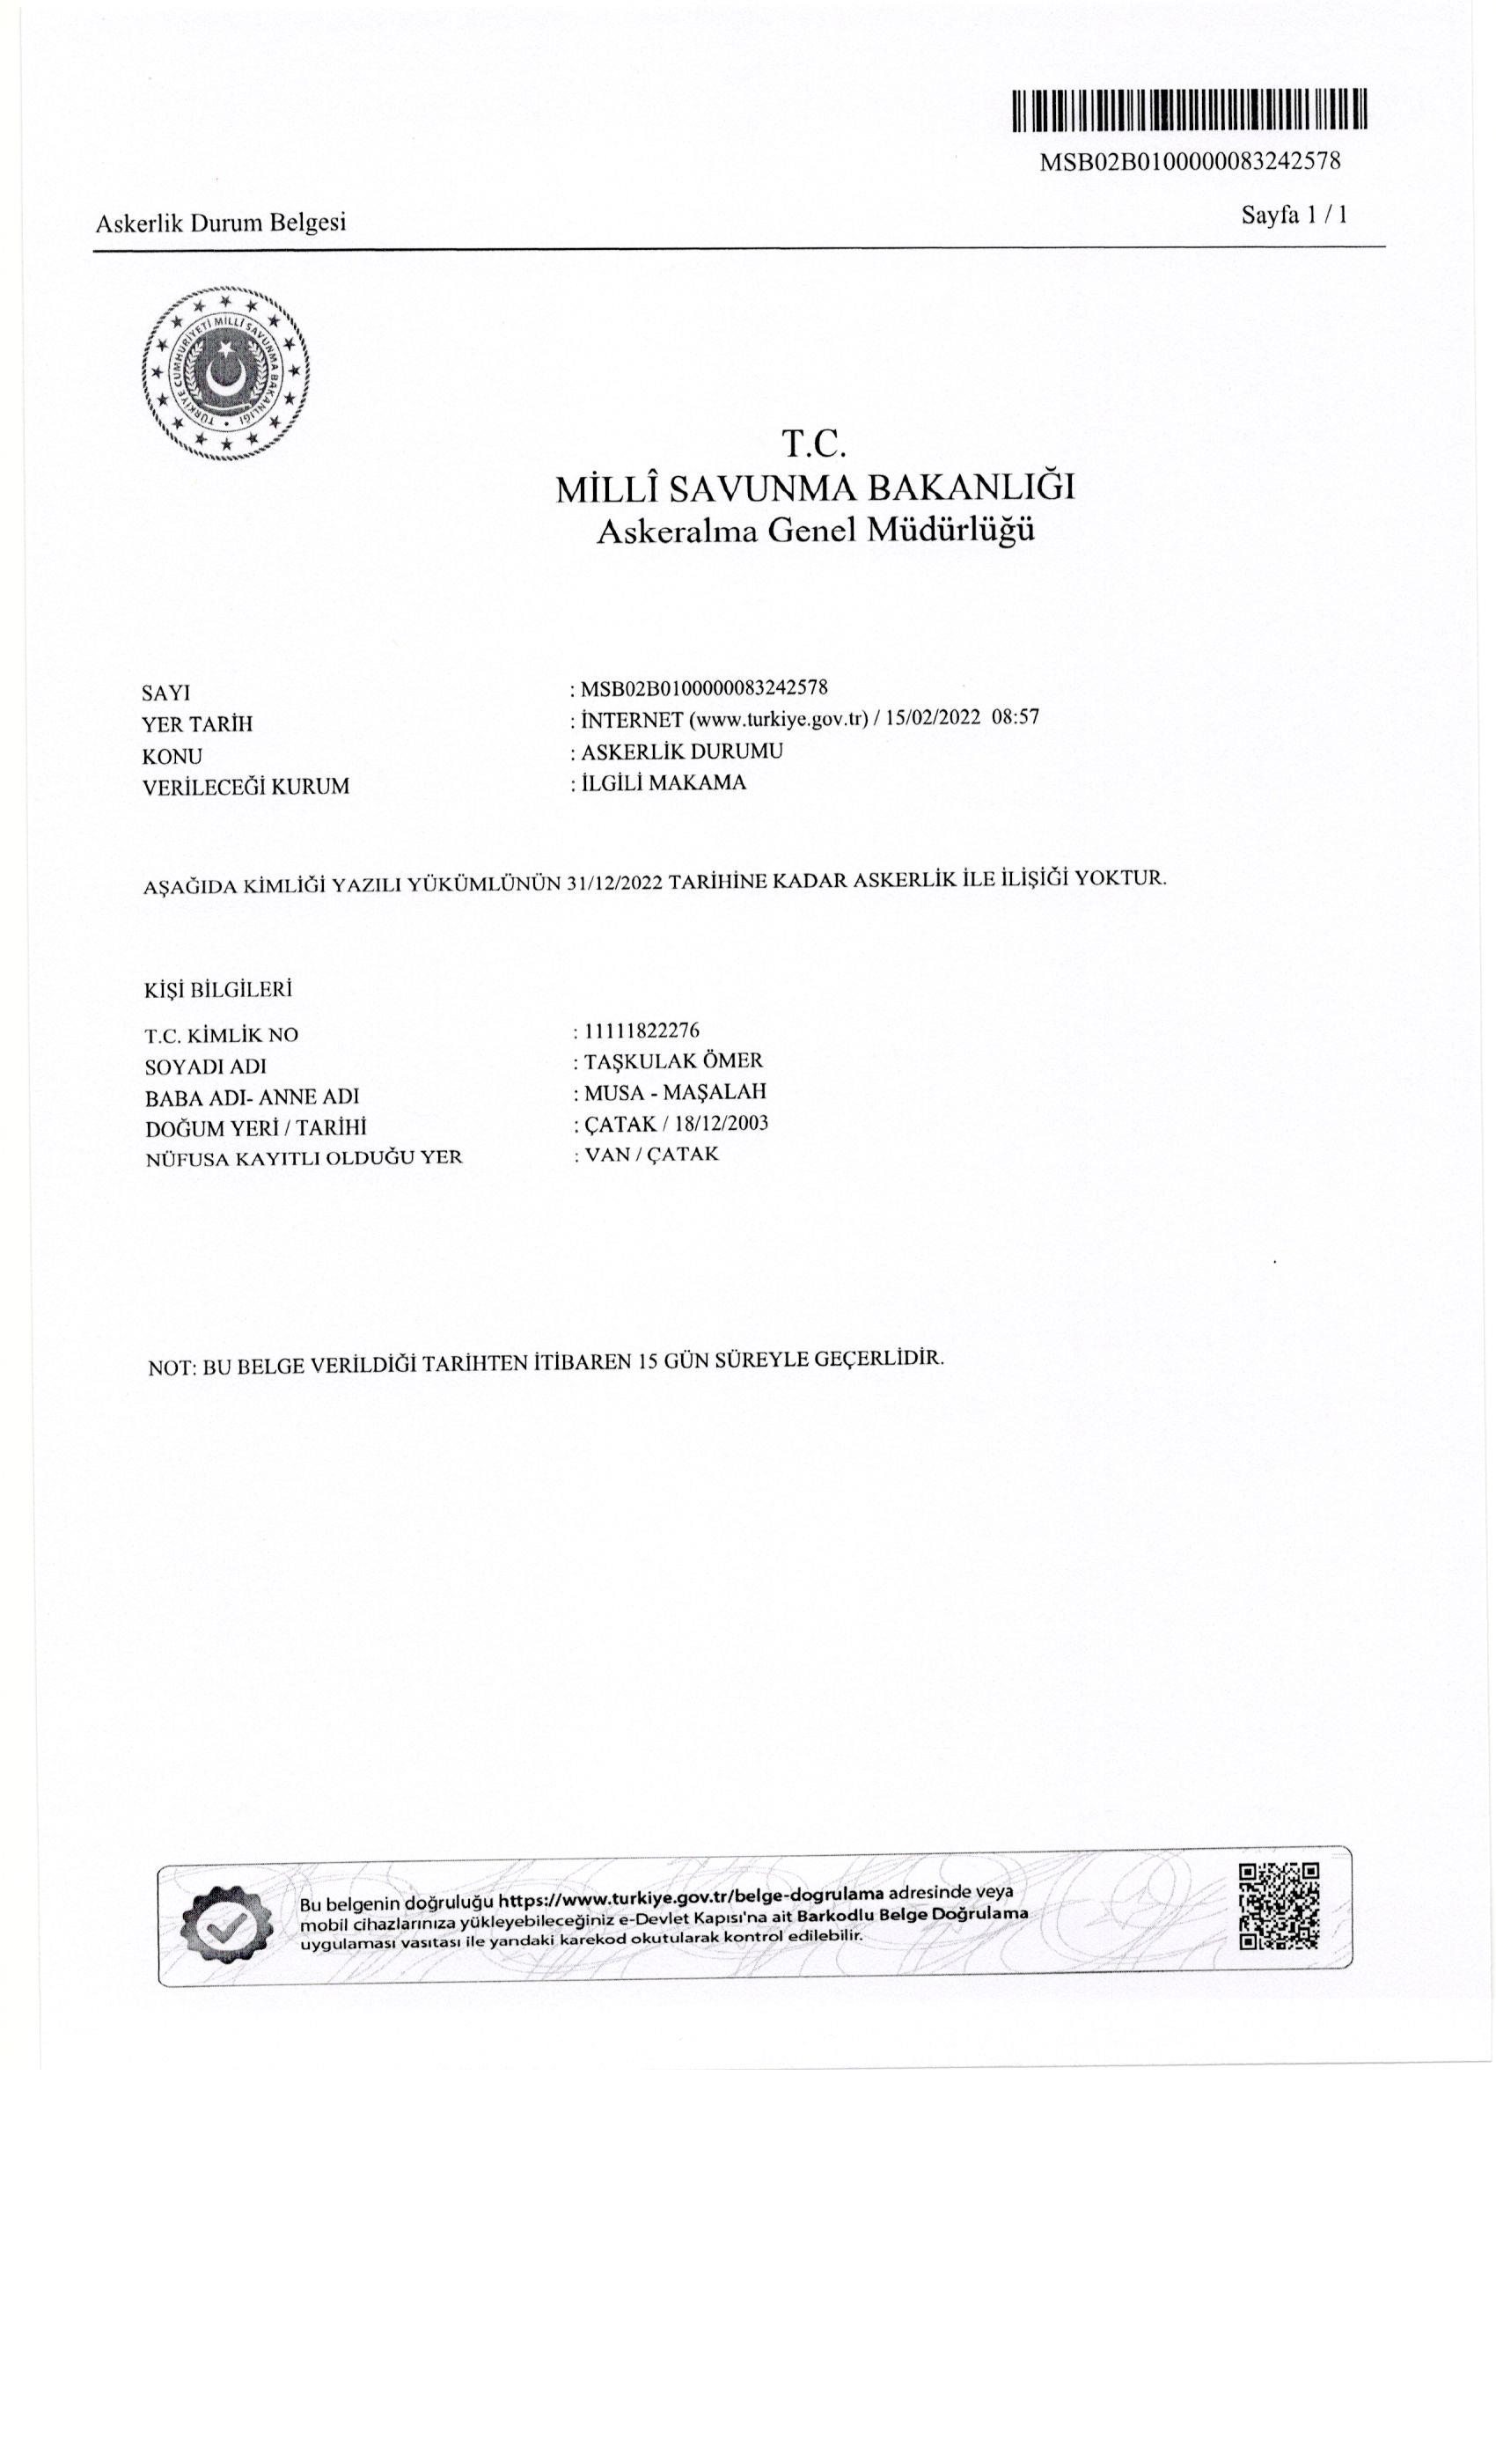 MSB02B0100000083242578
Askerlik Durum Belgesi
Sayfa 1 / 1
TÜRKİYE CUMHURİYETİ MİLLİ SAVUNMA BAKANLIĞI
T.C.
MİLLÎ SAVUNMA BAKANLIĞI
Askeralma Genel Müdürlüğü
SAYI : MSB02B0100000083242578
YER TARİH : İNTERNET (www.turkiye.gov.tr) / 15/02/2022 08:57
KONU : ASKERLİK DURUMU
VERİLECEĞİ KURUM : İLGİLİ MAKAMA
AŞAĞIDA KİMLİĞİ YAZILI YÜKÜMLÜNÜN 31/12/2022 TARİHİNE KADAR ASKERLİK İLE İLİŞİĞİ YOKTUR.
KİŞİ BİLGİLERİ
T.C. KİMLİK NO : 11111822276
SOYADI ADI : TAŞKULAK ÖMER
BABA ADI- ANNE ADI : MUSA - MAŞALAH
DOĞUM YERİ / TARİHİ : ÇATAK / 18/12/2003
NÜFUSA KAYITLI OLDUĞU YER : VAN / ÇATAK
NOT: BU BELGE VERİLDİĞİ TARİHTEN İTİBAREN 15 GÜN SÜREYLE GEÇERLİDİR.
Bu belgenin doğruluğu https://www.turkiye.gov.tr/belge-dogrulama adresinde veya
mobil cihazlarınıza yükleyebileceğiniz e-Devlet Kapısı'na ait Barkodlu Belge Doğrulama
uygulaması vasıtası ile yandaki karekod okutularak kontrol edilebilir.